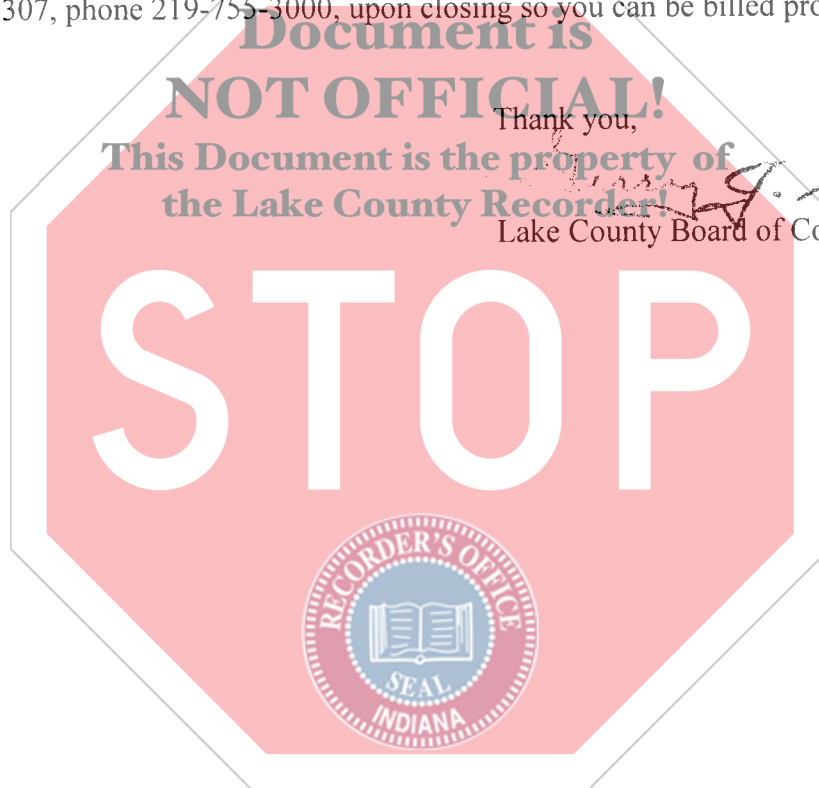 307, phone 219-755-3000, upon closing so you can be billed pro
Document is
NOT OFFICIAL!
Thank you,
This Document is the property of
the Lake County Recorder!
Lake County Board of Co
STOP
RECORDER'S OFFICE
SEAL
INDIANA